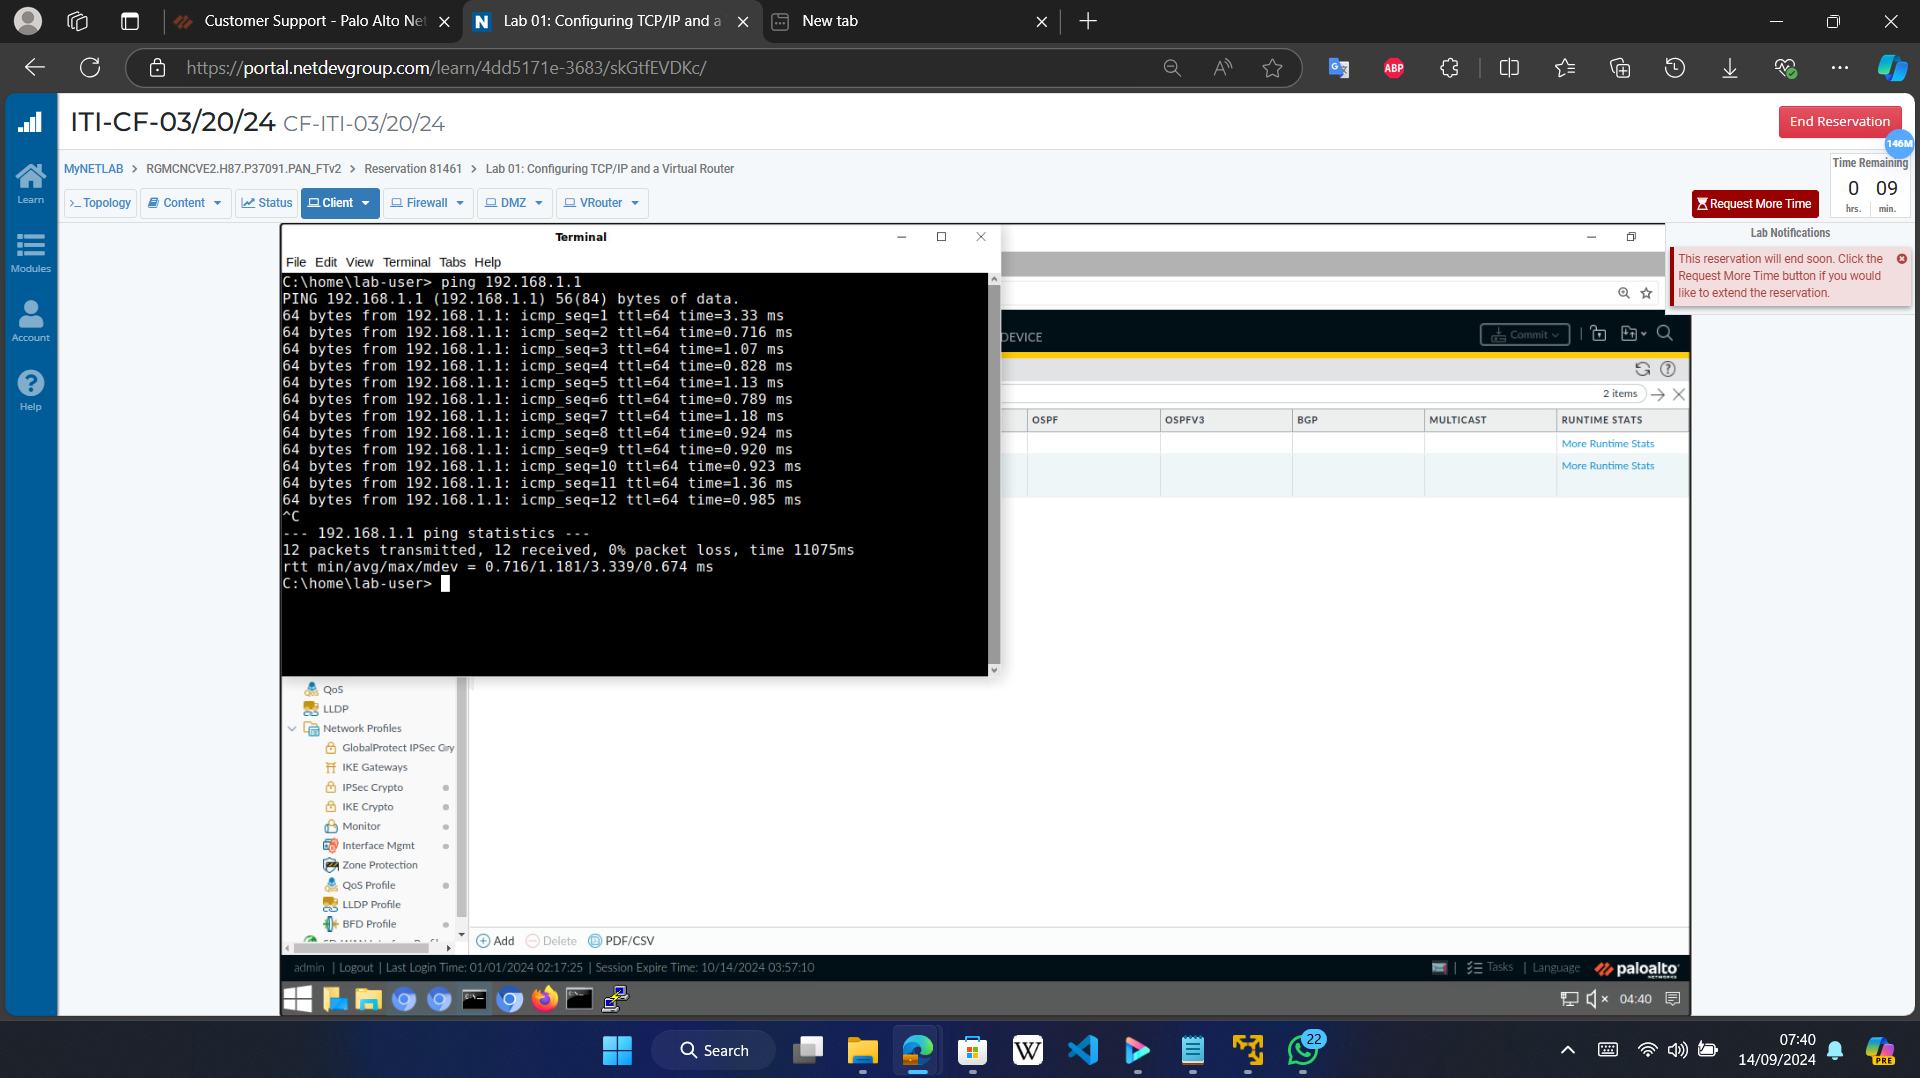 Customer Support - Palo Alto Net
Lab 01: Configuring TCP/IP and a
New tab
https://portal.netdevgroup.com/learn/4dd5171e-3683/skGtfEVDKc/
ABP
ITI-CF-03/20/24 CF-ITI-03/20/24
End Reservation
146M
MyNETLAB > RGMCNCVE2.H87.P37091.PAN_FTv2 > Reservation 81461 > Lab 01: Configuring TCP/IP and a Virtual Router
Time Remaining
0 09
hrs. min.
>_ Topology Content Status Client Firewall DMZ VRouter
Request More Time
Lab Notifications
This reservation will end soon. Click the
Request More Time button if you would
like to extend the reservation.
Learn
Modules
Account
Help
Terminal
File Edit View Terminal Tabs Help
C:\home\lab-user> ping 192.168.1.1
PING 192.168.1.1 (192.168.1.1) 56(84) bytes of data.
64 bytes from 192.168.1.1: icmp_seq=1 ttl=64 time=3.33 ms
64 bytes from 192.168.1.1: icmp_seq=2 ttl=64 time=0.716 ms
64 bytes from 192.168.1.1: icmp_seq=3 ttl=64 time=1.07 ms
64 bytes from 192.168.1.1: icmp_seq=4 ttl=64 time=0.828 ms
64 bytes from 192.168.1.1: icmp_seq=5 ttl=64 time=1.13 ms
64 bytes from 192.168.1.1: icmp_seq=6 ttl=64 time=0.789 ms
64 bytes from 192.168.1.1: icmp_seq=7 ttl=64 time=1.18 ms
64 bytes from 192.168.1.1: icmp_seq=8 ttl=64 time=0.924 ms
64 bytes from 192.168.1.1: icmp_seq=9 ttl=64 time=0.920 ms
64 bytes from 192.168.1.1: icmp_seq=10 ttl=64 time=0.923 ms
64 bytes from 192.168.1.1: icmp_seq=11 ttl=64 time=1.36 ms
64 bytes from 192.168.1.1: icmp_seq=12 ttl=64 time=0.985 ms
^C
--- 192.168.1.1 ping statistics ---
12 packets transmitted, 12 received, 0% packet loss, time 11075ms
rtt min/avg/max/mdev = 0.716/1.181/3.339/0.674 ms
C:\home\lab-user>
DEVICE
Commit
2 items
OSPF OSPFV3 BGP MULTICAST RUNTIME STATS
More Runtime Stats
More Runtime Stats
QoS
LLDP
Network Profiles
GlobalProtect IPSec Cry
IKE Gateways
IPSec Crypto
IKE Crypto
Monitor
Interface Mgmt
Zone Protection
QoS Profile
LLDP Profile
BFD Profile
Add Delete PDF/CSV
admin | Logout | Last Login Time: 01/01/2024 02:17:25 | Session Expire Time: 10/14/2024 03:57:10
Tasks | Language paloalto
NETWORKS
04:40
Search
W
22
07:40
14/09/2024
PRE